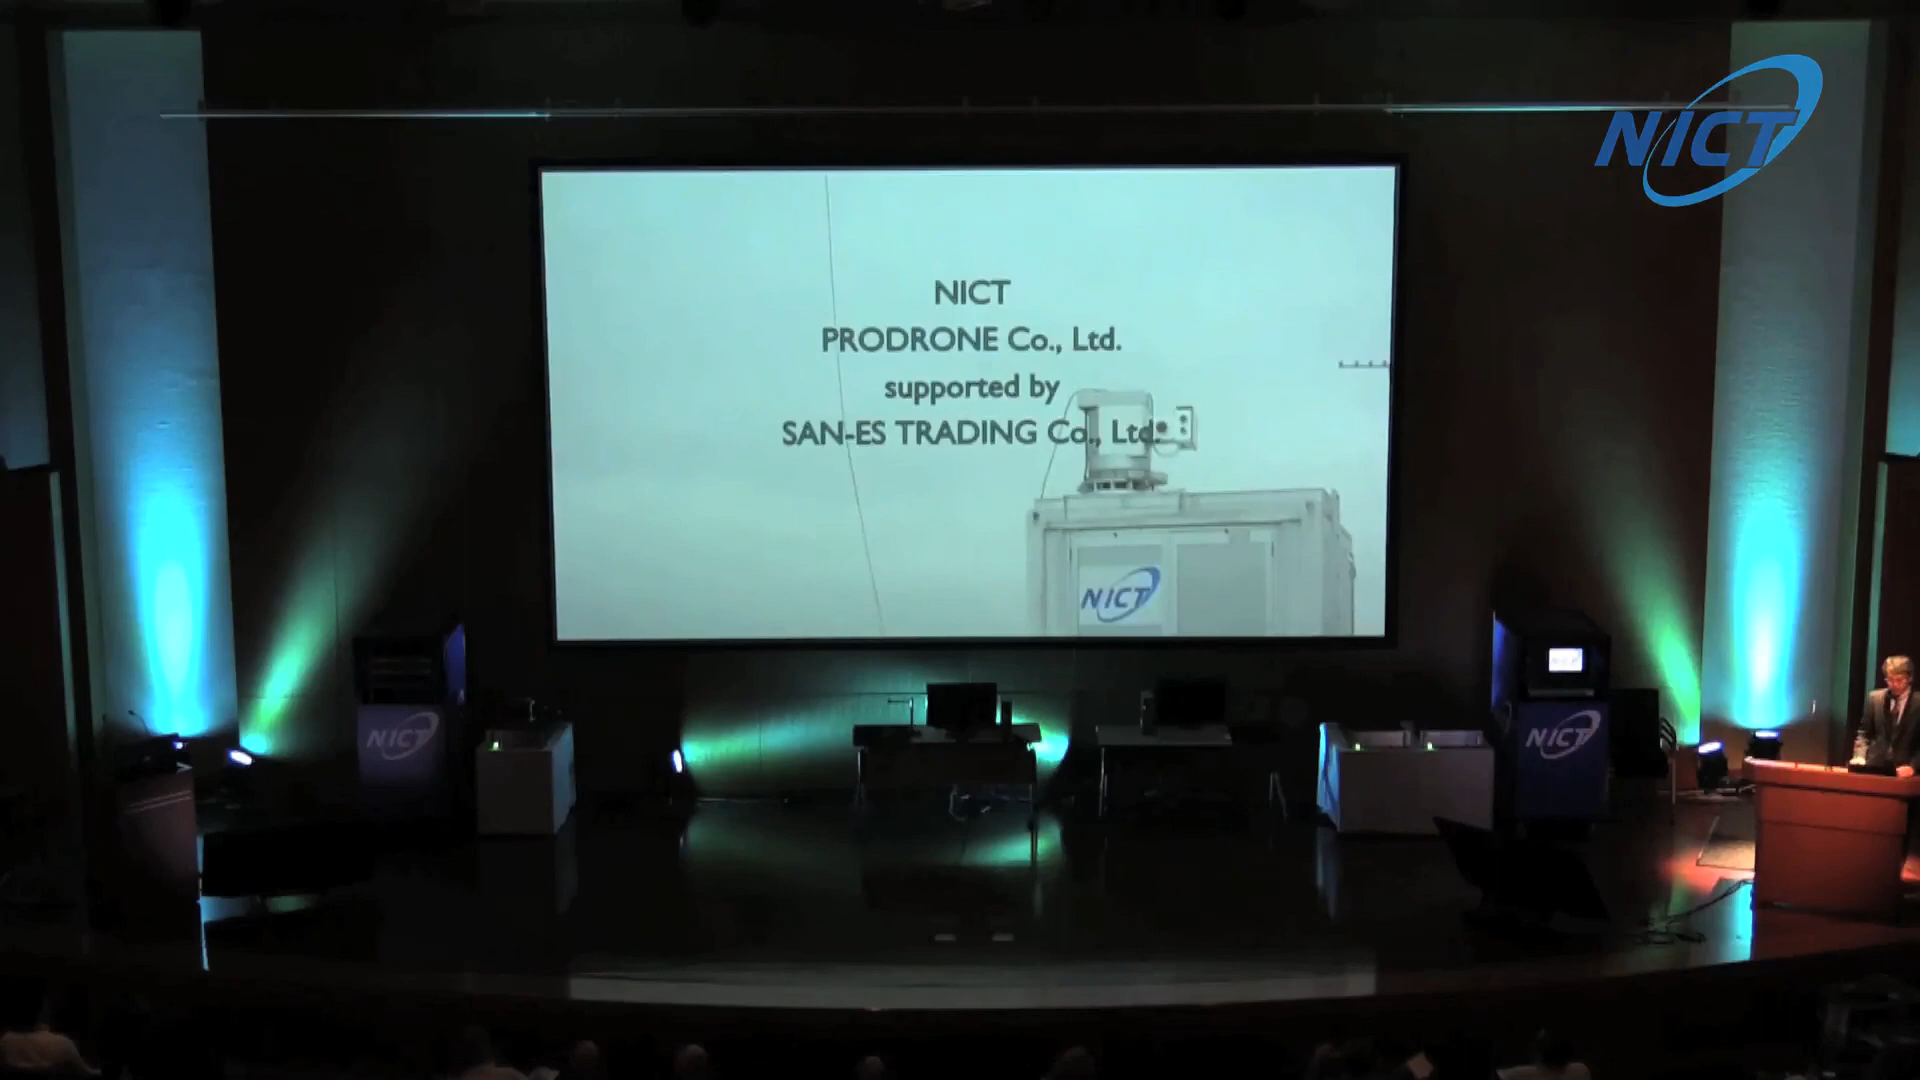 NICT
NICT
PRODRONE Co., Ltd.
supported by
SAN-ES TRADING Co., Ltd.
NICT
NICT
NICT